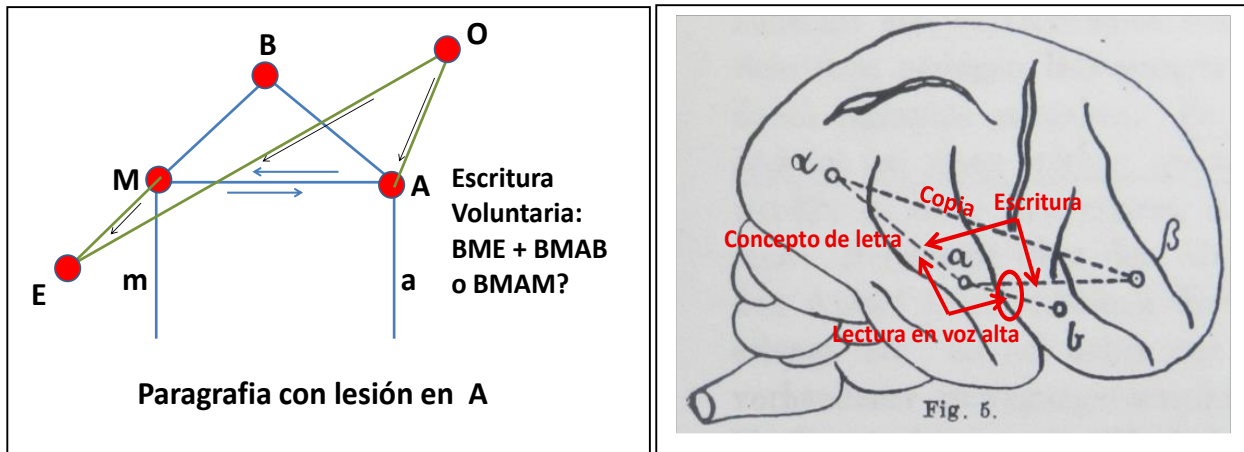 B
O
M
A
E
m
a
Escritura
Voluntaria:
BME + BMAB
o BMAM?
Paragrafia con lesión en A
α
Copia
Escritura
Concepto de letra
a
β
b
Lectura en voz alta
Fig. 5.